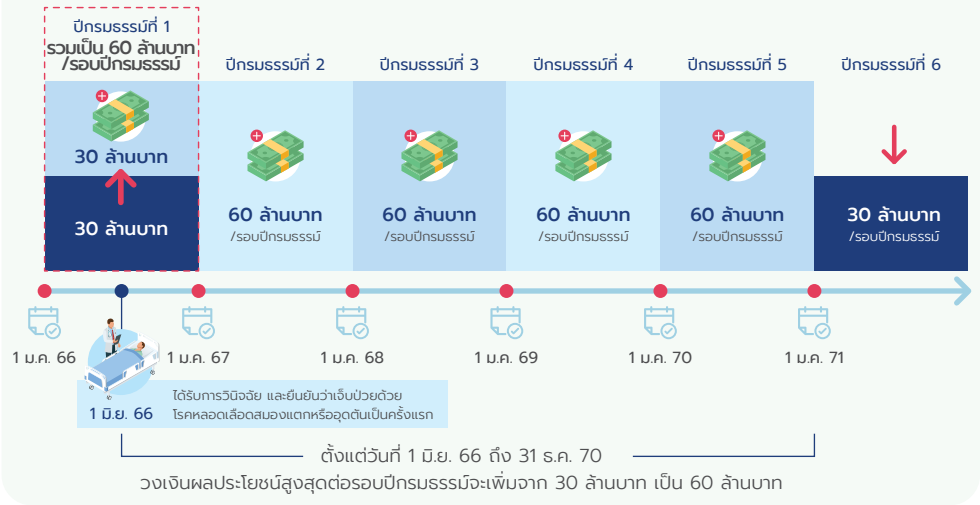 ปีกรมธรรม์ที่ 1
รวมเป็น 60 ล้านบาท
/รอบปีกรมธรรม์
ปีกรมธรรม์ที่ 2
ปีกรมธรรม์ที่ 3
ปีกรมธรรม์ที่ 4
ปีกรมธรรม์ที่ 5
ปีกรมธรรม์ที่ 6
30 ล้านบาท
30 ล้านบาท
60 ล้านบาท
/รอบปีกรมธรรม์
60 ล้านบาท
/รอบปีกรมธรรม์
60 ล้านบาท
/รอบปีกรมธรรม์
60 ล้านบาท
/รอบปีกรมธรรม์
30 ล้านบาท
/รอบปีกรมธรรม์
1 ม.ค. 66
1 ม.ค. 67
1 ม.ค. 68
1 ม.ค. 69
1 ม.ค. 70
1 ม.ค. 71
1 มิ.ย. 66
ได้รับการวินิจฉัย และยืนยันว่าเจ็บป่วยด้วย
โรคหลอดเลือดสมองแตกหรืออุดตันเป็นครั้งแรก
ตั้งแต่วันที่ 1 มิ.ย. 66 ถึง 31 ธ.ค. 70
วงเงินผลประโยชน์สูงสุดต่อรอบปีกรมธรรม์จะเพิ่มจาก 30 ล้านบาท เป็น 60 ล้านบาท